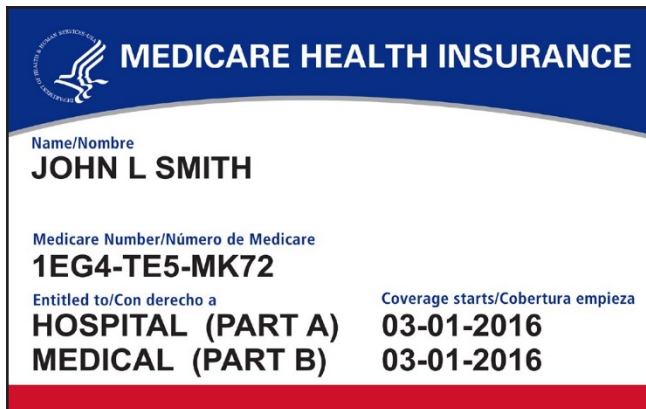 MEDICARE HEALTH INSURANCE
Name/Nombre
JOHN L SMITH
Medicare Number/Número de Medicare
1EG4-TE5-MK72
Entitled to/Con derecho a Coverage starts/Cobertura empieza
HOSPITAL (PART A) 03-01-2016
MEDICAL (PART B) 03-01-2016